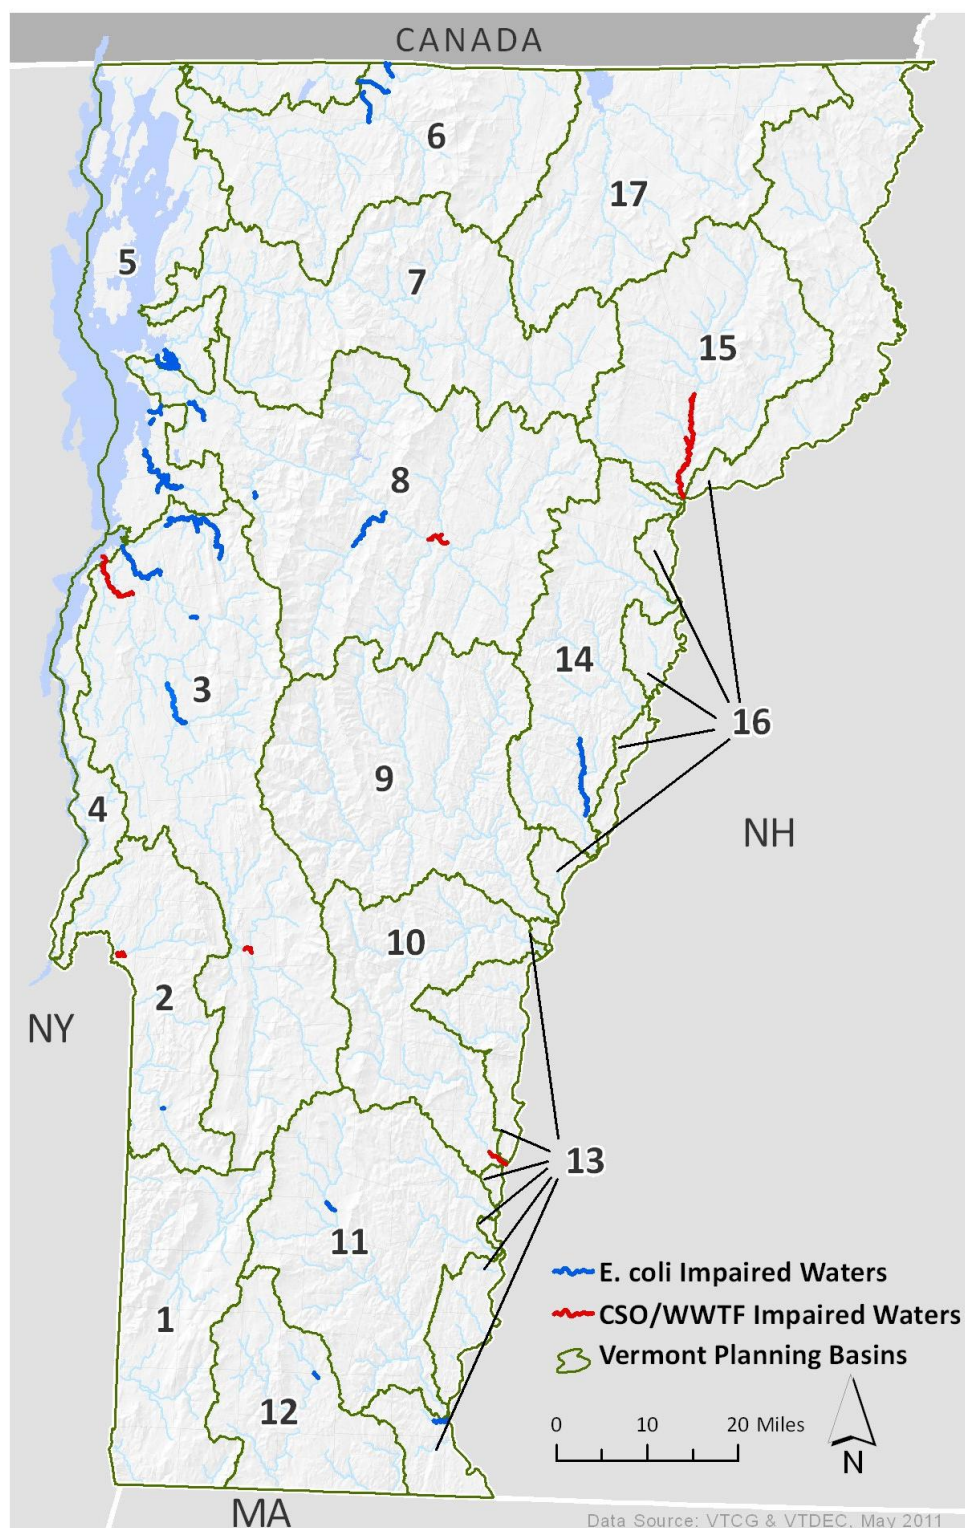 CANADA
6
17
5
7
15
8
14
3
16
9
4
NH
10
2
NY
13
11
E. coli Impaired Waters
1
CSO/WWTF Impaired Waters
Vermont Planning Basins
12
0 10 20 Miles
N
MA
Data Source: VTCG & VTDEC, May 2011